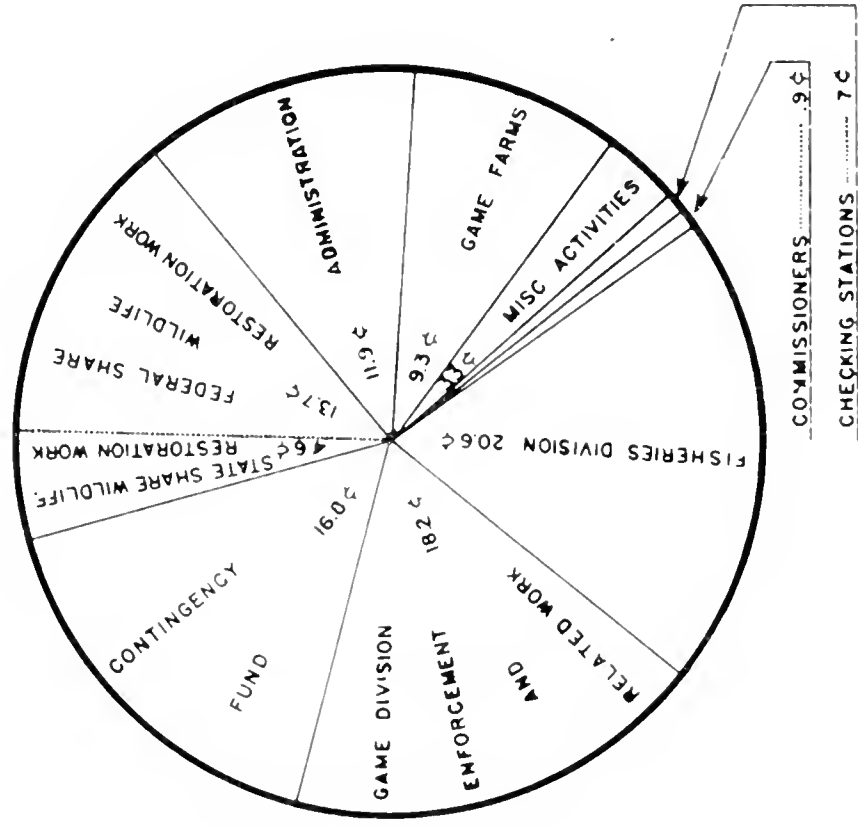 ADMINISTRATION
11.9 ¢
GAME FARMS
9.3 ¢
MISC ACTIVITIES
COMMISSIONERS .......... .9 ¢
CHECKING STATIONS ........ 7 ¢
FISHERIES DIVISION 20.6 ¢
GAME DIVISION
ENFORCEMENT
AND
RELATED WORK
18.2 ¢
CONTINGENCY
FUND
16.0 ¢
STATE SHARE WILDLIFE
RESTORATION WORK
4 6 ¢
FEDERAL SHARE
WILDLIFE
RESTORATION WORK
13.7 ¢